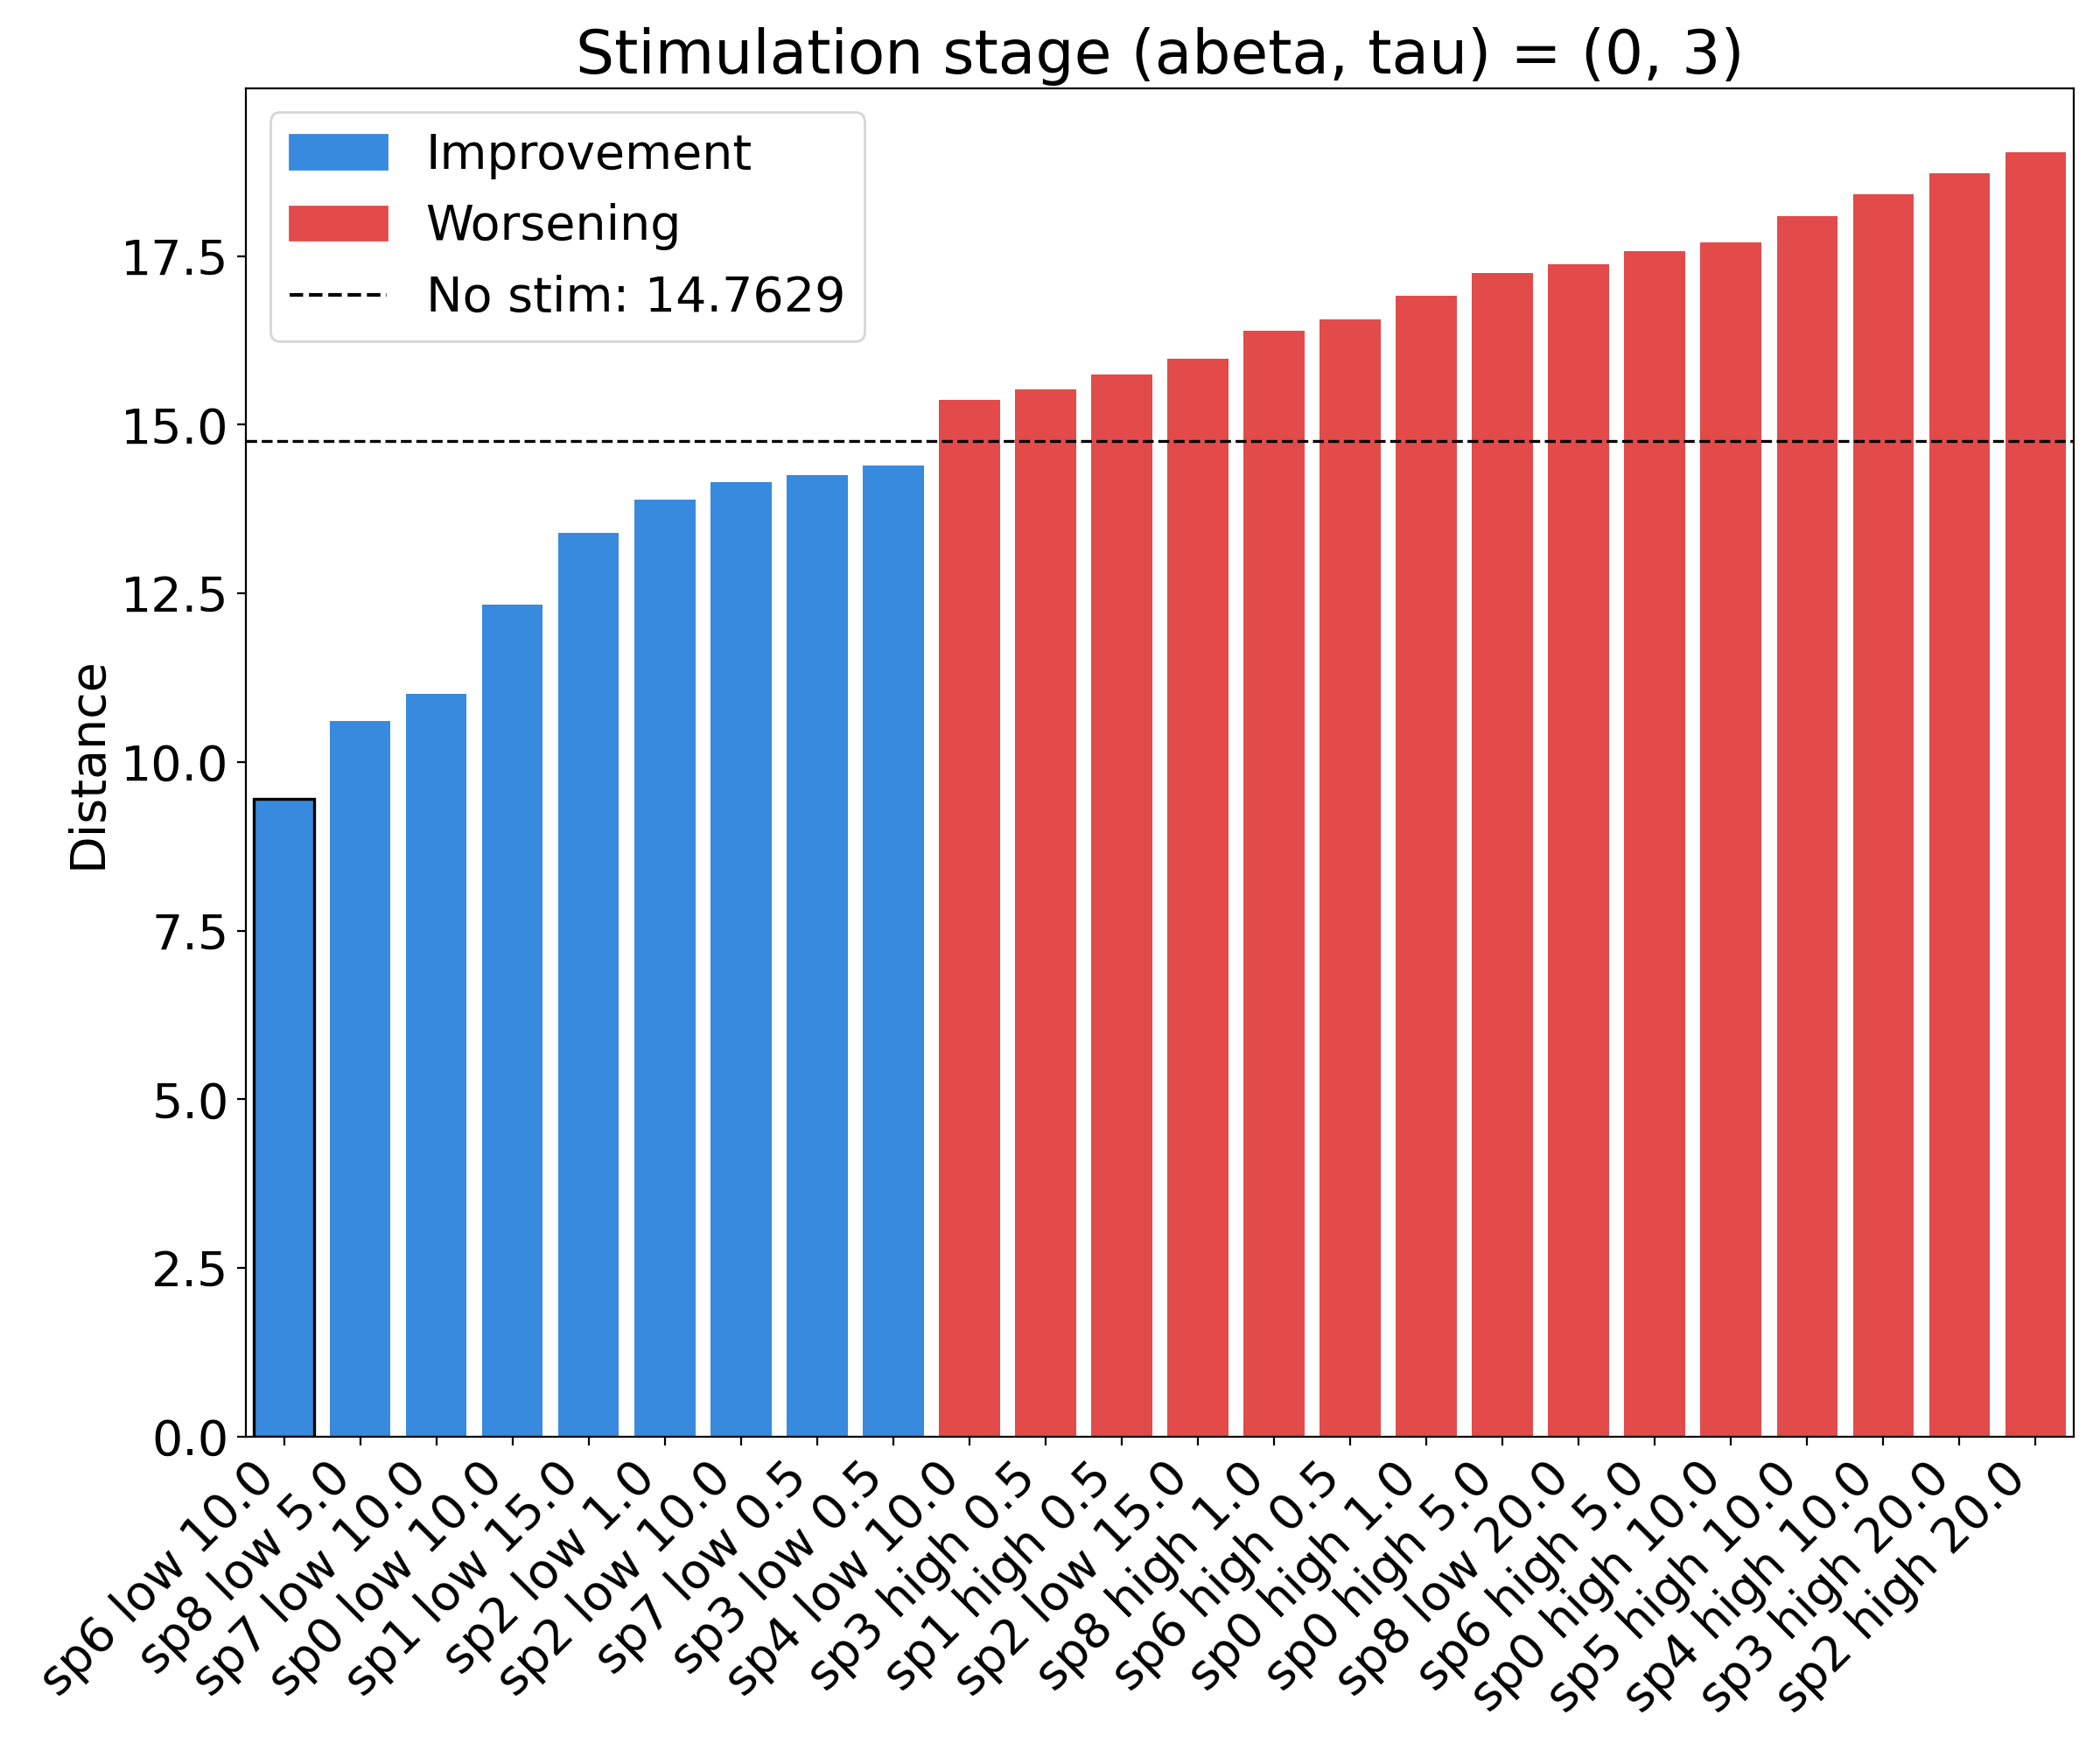 Stimulation stage (abeta, tau) = (0, 3)
Improvement
Worsening
No stim: 14.7629
Distance
17.5
15.0
12.5
10.0
7.5
5.0
2.5
0.0
sp6 low 10.0
sp8 low 5.0
sp7 low 10.0
sp0 low 10.0
sp1 low 15.0
sp2 low 1.0
sp2 low 10.0
sp7 low 0.5
sp3 low 0.5
sp4 low 10.0
sp3 high 0.5
sp1 high 0.5
sp2 low 15.0
sp8 high 1.0
sp6 high 0.5
sp0 high 1.0
sp0 high 5.0
sp8 low 20.0
sp6 high 5.0
sp0 high 10.0
sp5 high 10.0
sp4 high 10.0
sp3 high 20.0
sp2 high 20.0